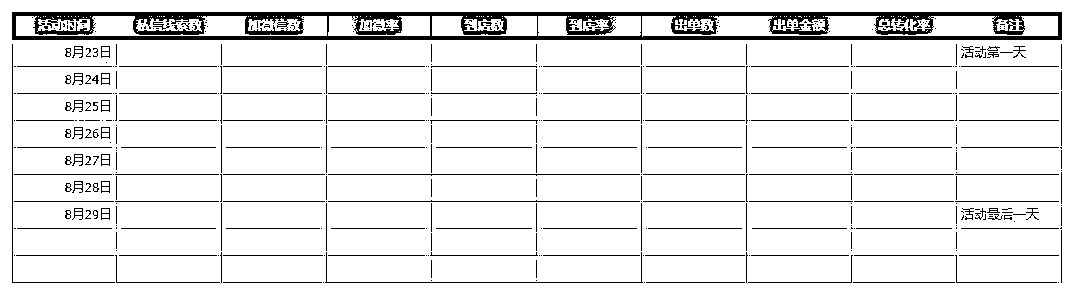 活动时间 私信线索数 加微信数 加微率 到店数 到店率 出单数 出单金额 总转化率 备注
8月23日 活动第一天
8月24日
8月25日
8月26日
8月27日
8月28日
8月29日 活动最后一天